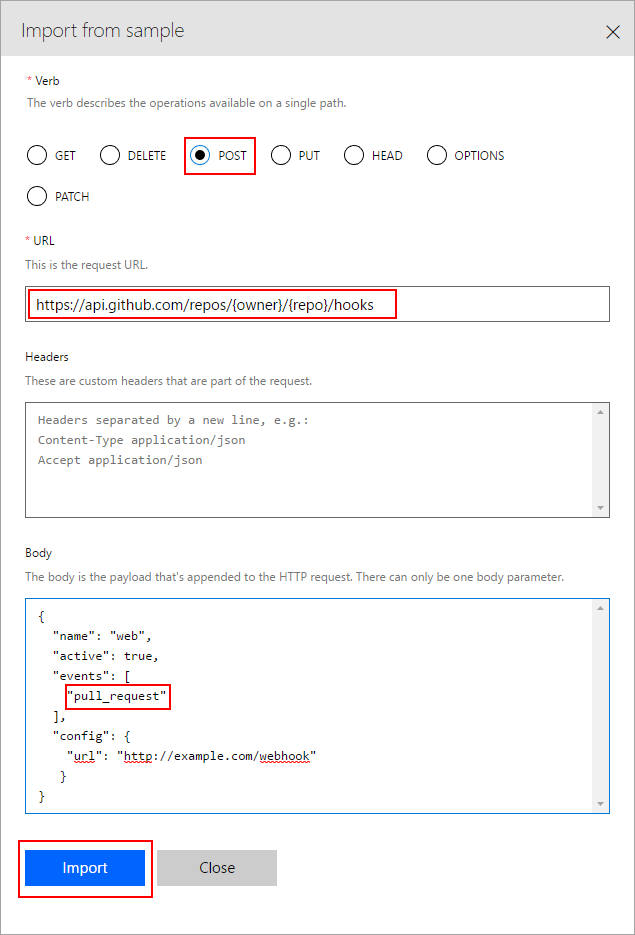 Import from sample
* Verb
The verb describes the operations available on a single path.
GET DELETE POST PUT HEAD OPTIONS
PATCH
* URL
This is the request URL.
https://api.github.com/repos/{owner}/{repo}/hooks
Headers
These are custom headers that are part of the request.
Headers separated by a new line, e.g.:
Content-Type application/json
Accept application/json
Body
The body is the payload that's appended to the HTTP request. There can only be one body parameter.
{
  "name": "web",
  "active": true,
  "events": [
    "pull_request"
  ],
  "config": {
    "url": "http://example.com/webhook"
   }
}
Import Close